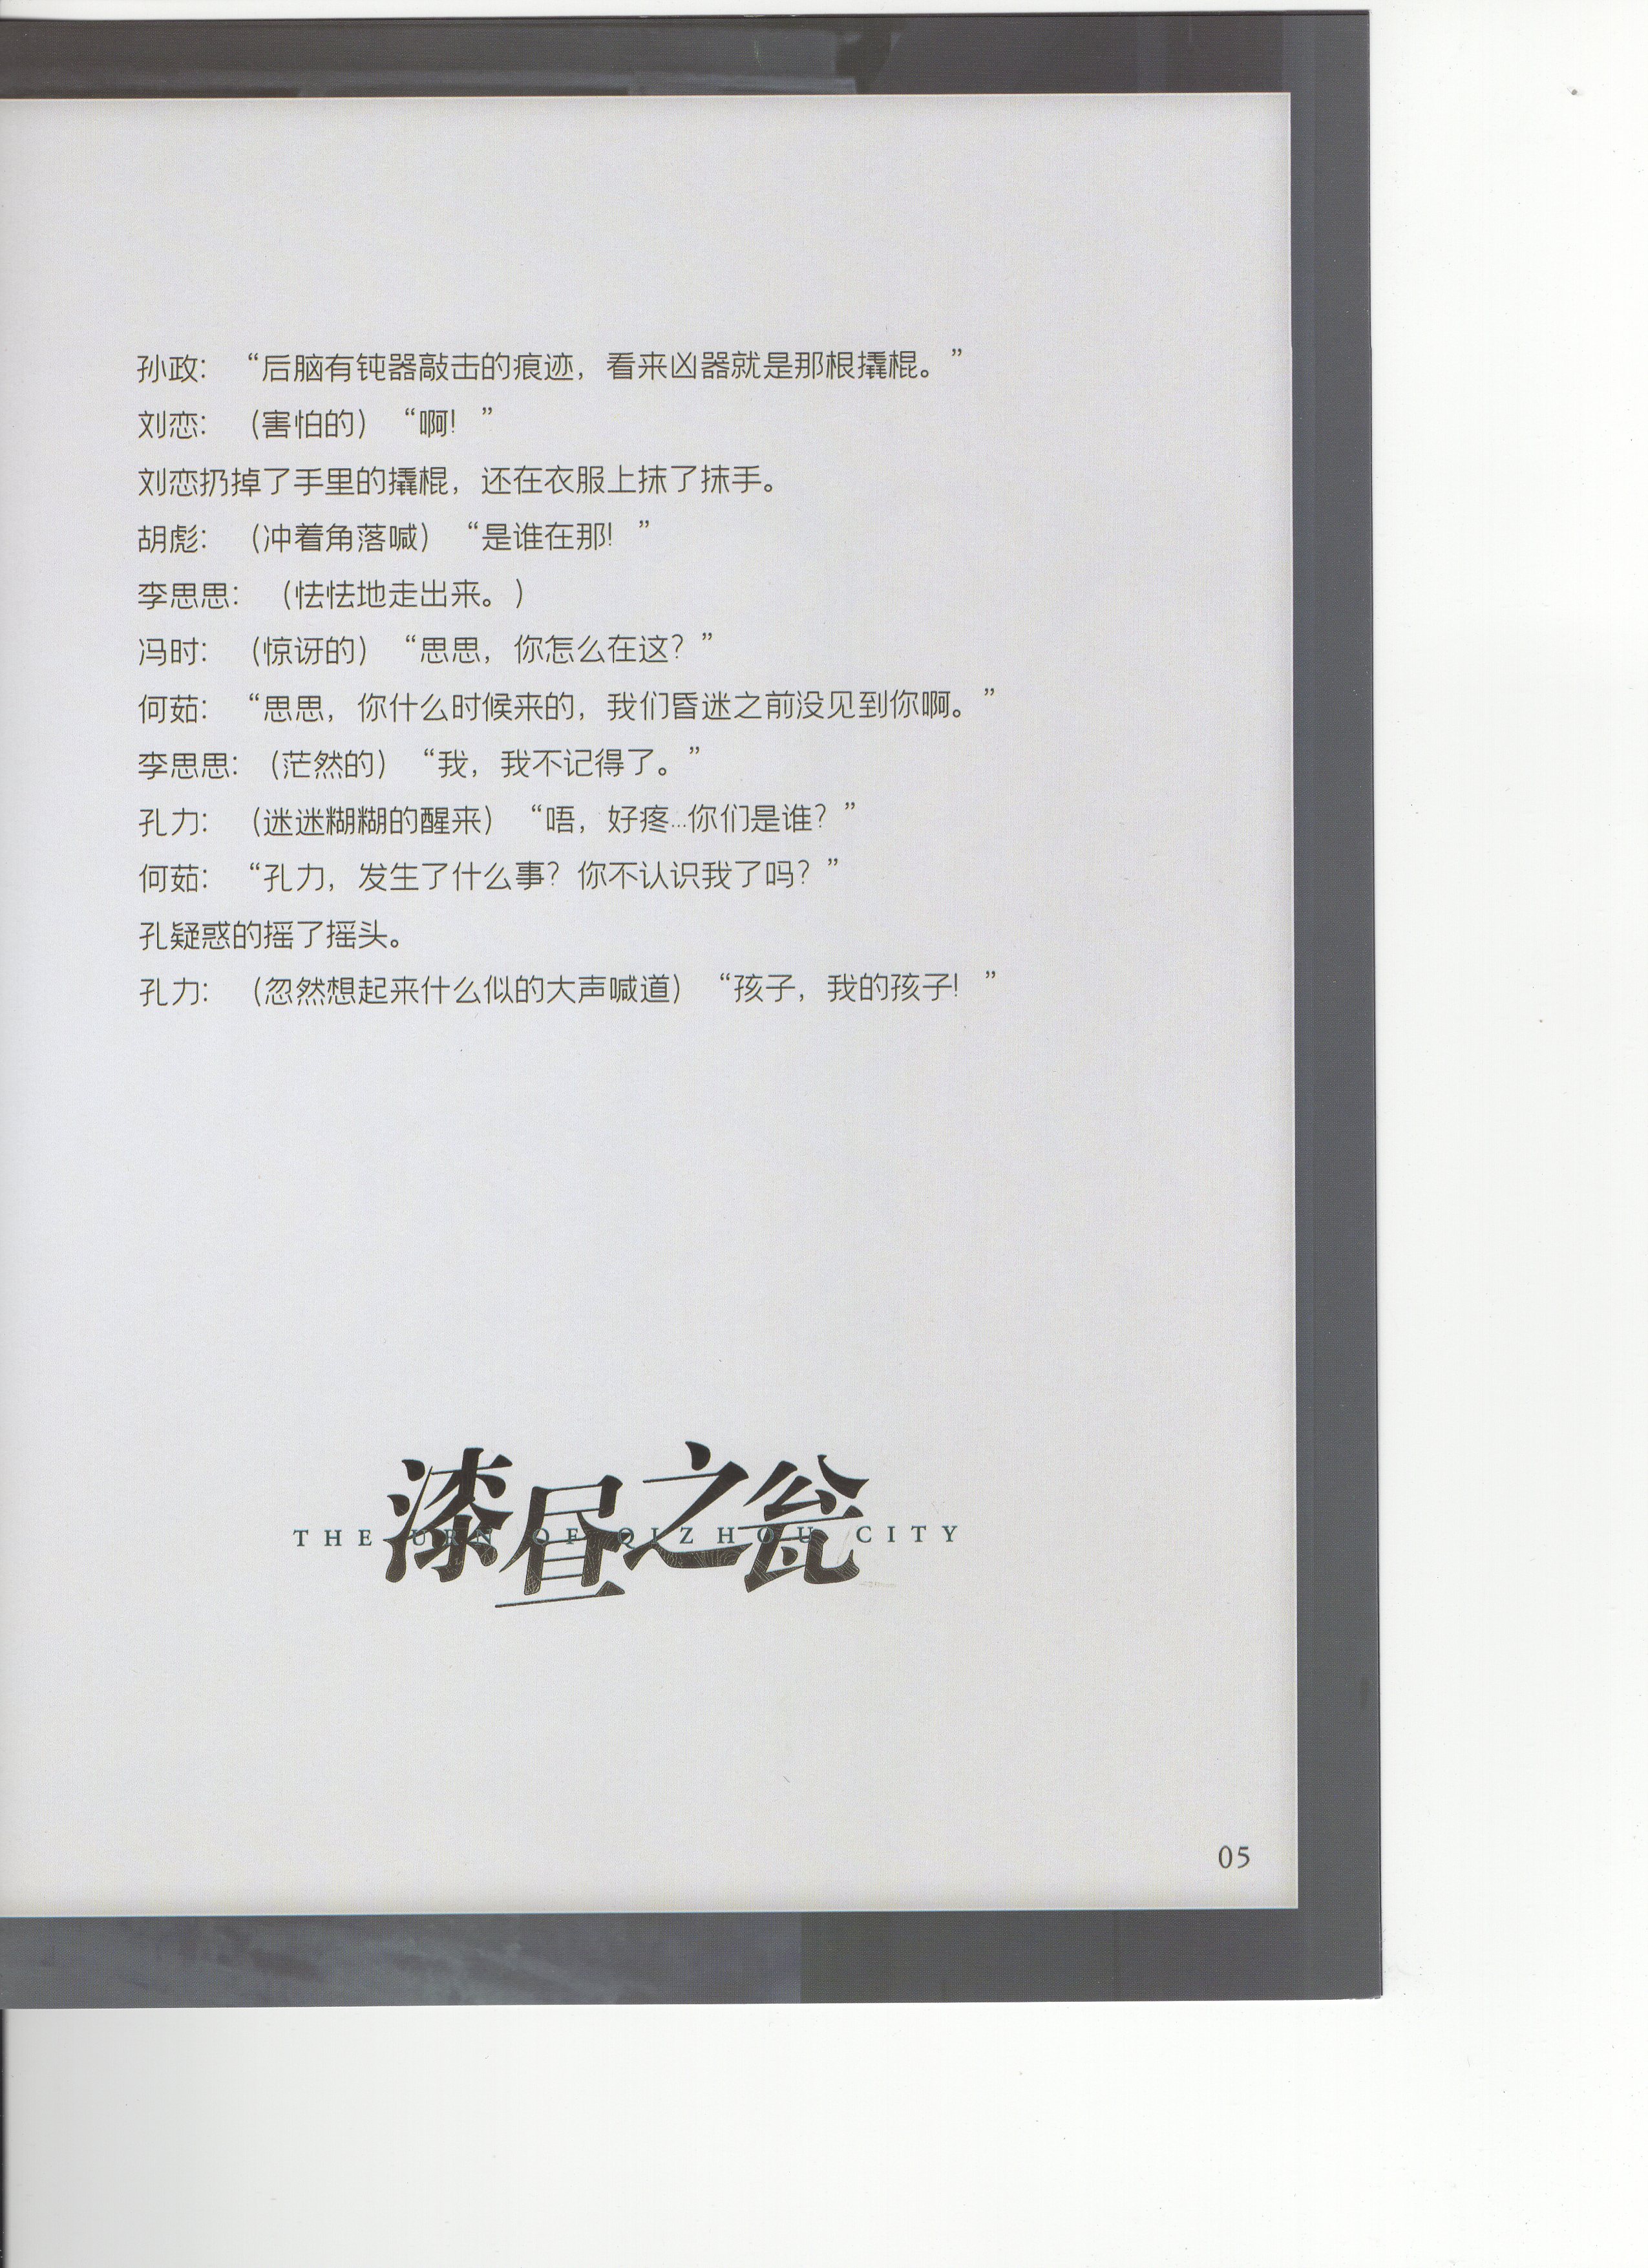 孙政：“后脑有钝器敲击的痕迹，看来凶器就是那根撬棍。”
刘恋：（害怕的）“啊！”
刘恋扔掉了手里的撬棍，还在衣服上抹了抹手。
胡彪：（冲着角落喊）“是谁在那！”
李思思：（怯怯地走出来。）
冯时：（惊讶的）“思思，你怎么在这？”
何茹：“思思，你什么时候来的，我们昏迷之前没见到你啊。”
李思思：（茫然的）“我，我不记得了。”
孔力：（迷迷糊糊的醒来）“唔，好疼...你们是谁？”
何茹：“孔力，发生了什么事？你不认识我了吗？”
孔疑惑的摇了摇头。
孔力：（忽然想起来什么似的大声喊道）“孩子，我的孩子！”
漆昼之瓮
THE URN OF QIZHOU CITY
05